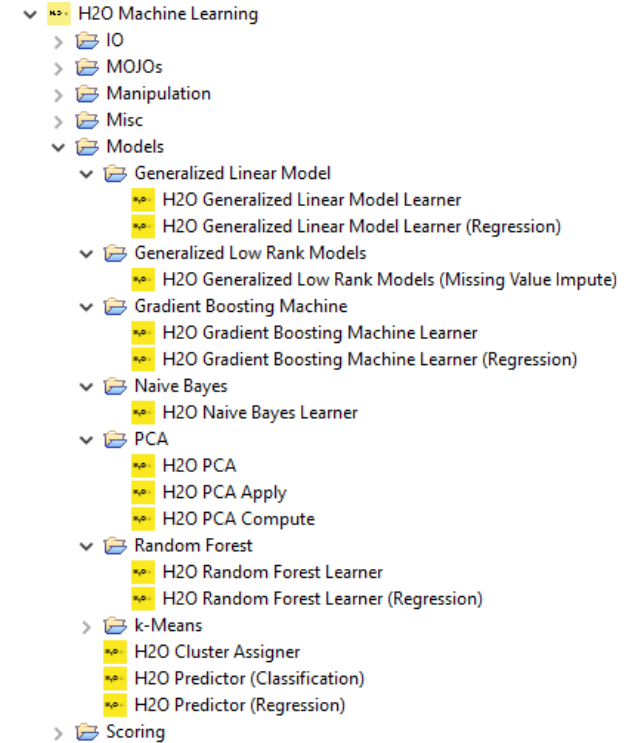 H2O Machine Learning
IO
MOJOs
Manipulation
Misc
Models
Generalized Linear Model
H2O Generalized Linear Model Learner
H2O Generalized Linear Model Learner (Regression)
Generalized Low Rank Models
H2O Generalized Low Rank Models (Missing Value Impute)
Gradient Boosting Machine
H2O Gradient Boosting Machine Learner
H2O Gradient Boosting Machine Learner (Regression)
Naive Bayes
H2O Naive Bayes Learner
PCA
H2O PCA
H2O PCA Apply
H2O PCA Compute
Random Forest
H2O Random Forest Learner
H2O Random Forest Learner (Regression)
k-Means
H2O Cluster Assigner
H2O Predictor (Classification)
H2O Predictor (Regression)
Scoring